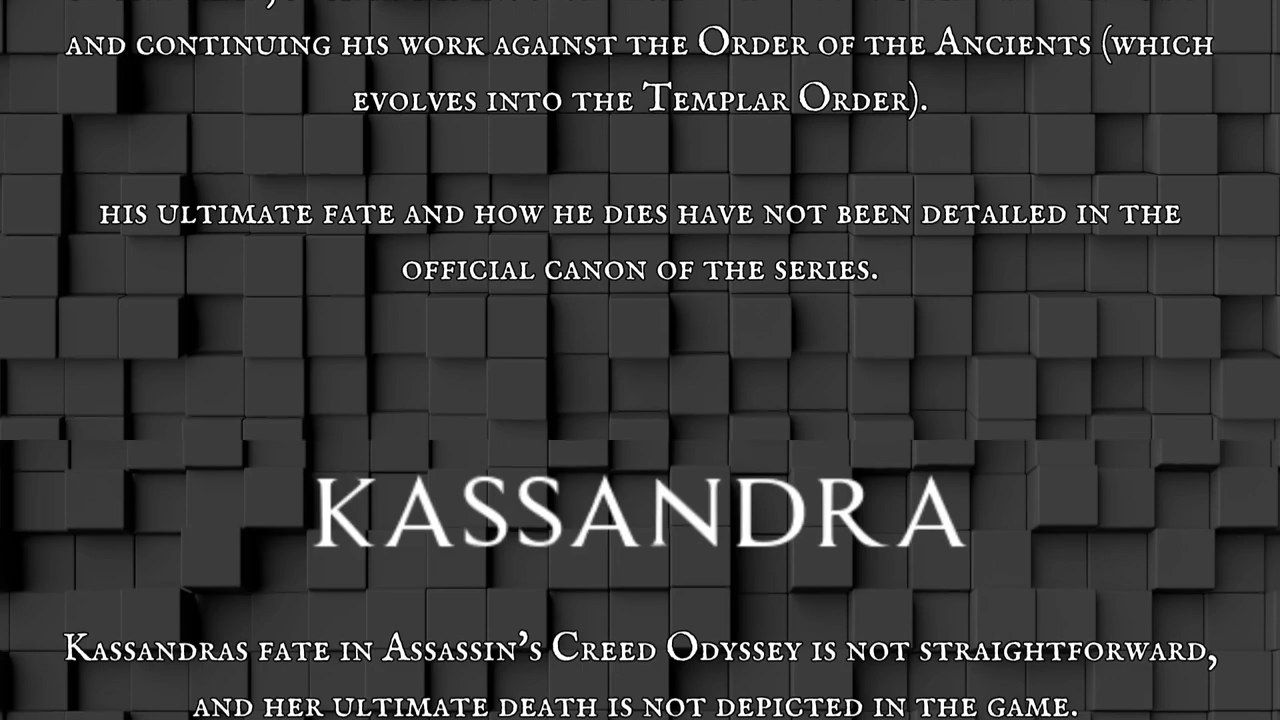 and continuing his work against the Order of the Ancients (which
evolves into the Templar Order).
his ultimate fate and how he dies have not been detailed in the
official canon of the series.
KASSANDRA
Kassandras fate in Assassin's Creed Odyssey is not straightforward,
and her ultimate death is not depicted in the game.